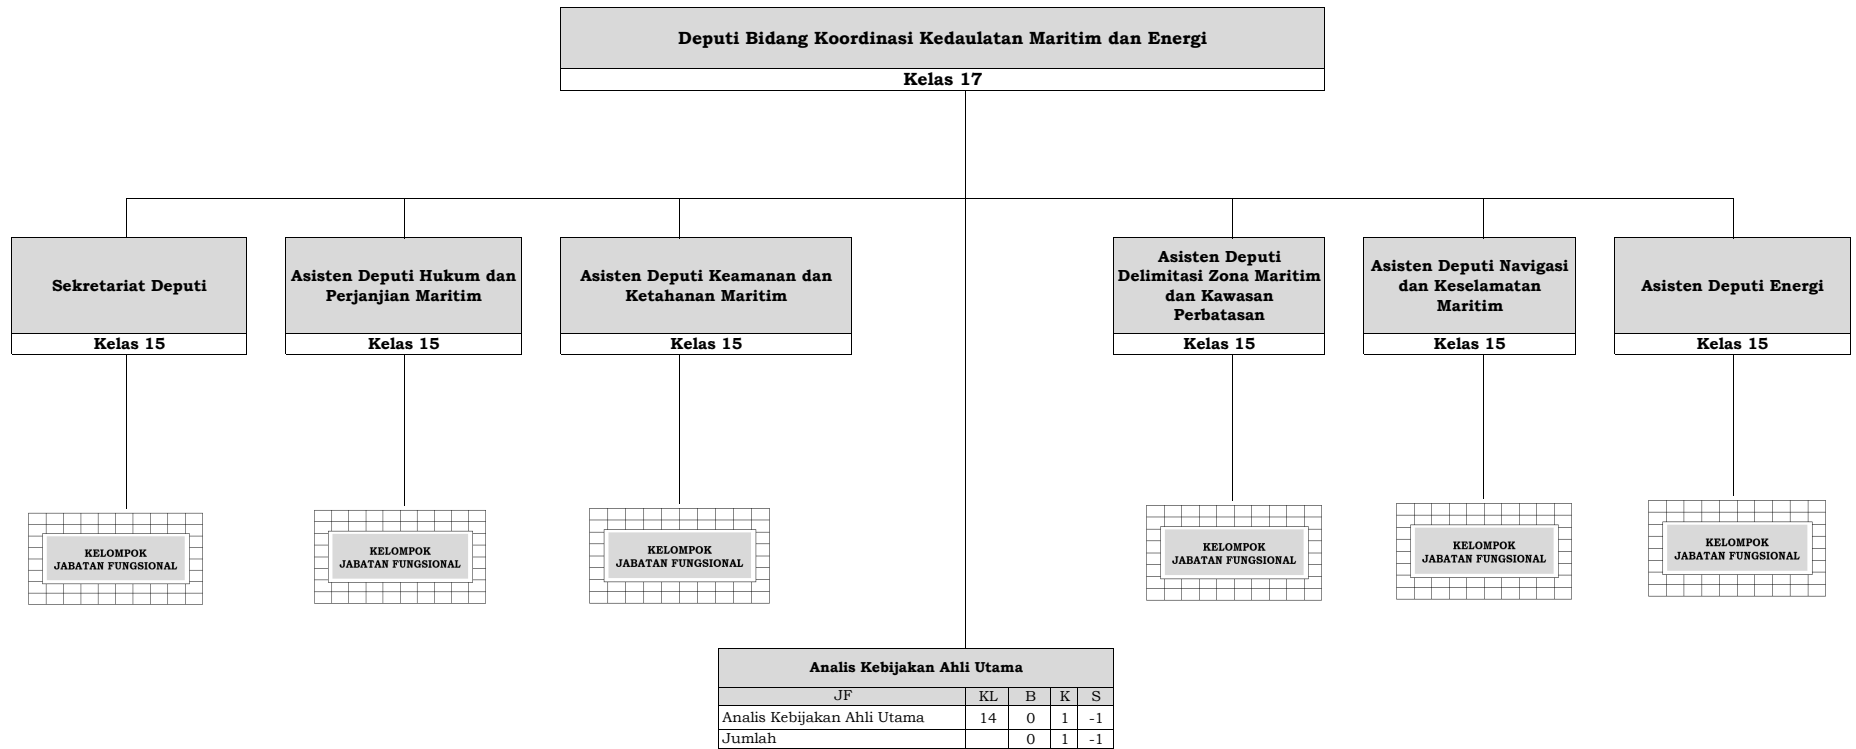 Deputi Bidang Koordinasi Kedaulatan Maritim dan Energi
Kelas 17
Sekretariat Deputi
Kelas 15
Asisten Deputi Hukum dan
Perjanjian Maritim
Kelas 15
Asisten Deputi Keamanan dan
Ketahanan Maritim
Kelas 15
Asisten Deputi
Delimitasi Zona Maritim
dan Kawasan
Perbatasan
Kelas 15
Asisten Deputi Navigasi
dan Keselamatan
Maritim
Kelas 15
Asisten Deputi Energi
Kelas 15
KELOMPOK
JABATAN FUNGSIONAL
KELOMPOK
JABATAN FUNGSIONAL
KELOMPOK
JABATAN FUNGSIONAL
KELOMPOK
JABATAN FUNGSIONAL
KELOMPOK
JABATAN FUNGSIONAL
KELOMPOK
JABATAN FUNGSIONAL
Analis Kebijakan Ahli Utama
JF KL B K S
Analis Kebijakan Ahli Utama 14 0 1 -1
Jumlah 0 1 -1